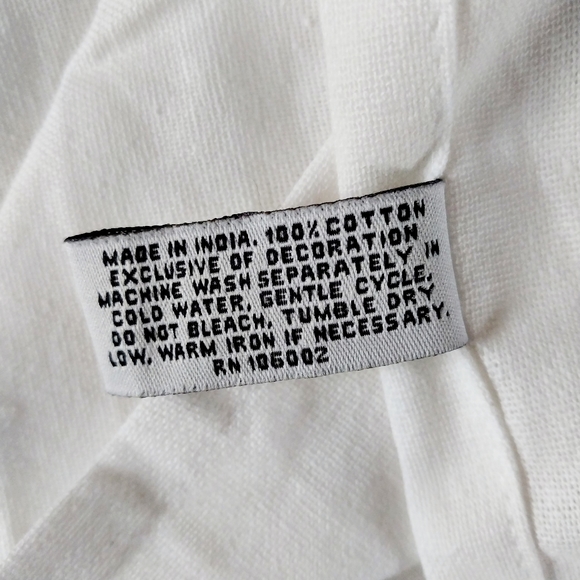 MADE IN INDIA. 100% COTTON
EXCLUSIVE OF DECORATION
MACHINE WASH SEPARATELY IN
COLD WATER, GENTLE CYCLE.
DO NOT BLEACH. TUMBLE DRY
LOW. WARM IRON IF NECESSARY.
RN 106002